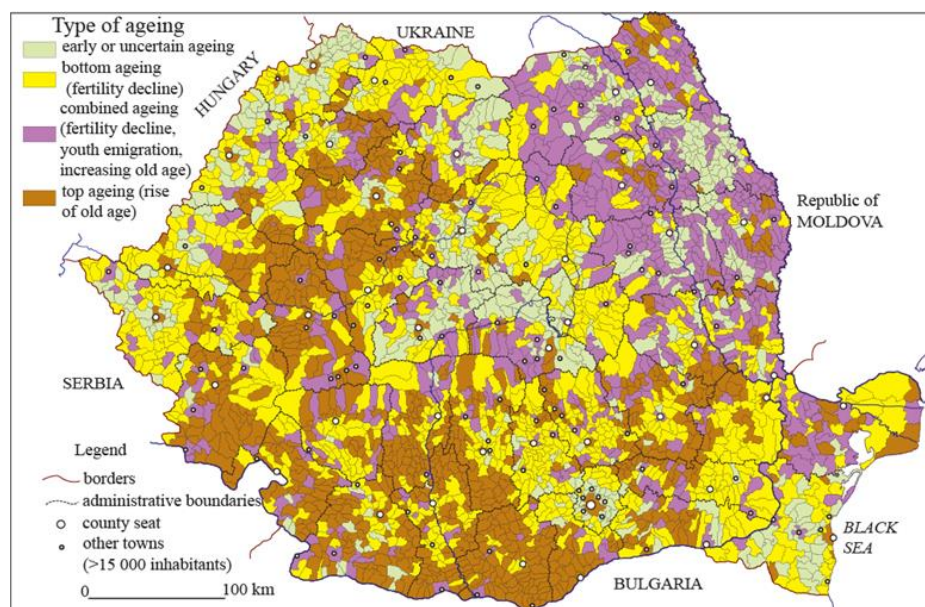 Type of ageing
early or uncertain ageing
bottom ageing
(fertility decline)
combined ageing
(fertility decline,
youth emigration,
increasing old age)
top ageing (rise
of old age)
UKRAINE
HUNGARY
Republic of
MOLDOVA
SERBIA
Legend
borders
administrative boundaries
county seat
other towns
(>15 000 inhabitants)
0 100 km
BLACK
SEA
BULGARIA